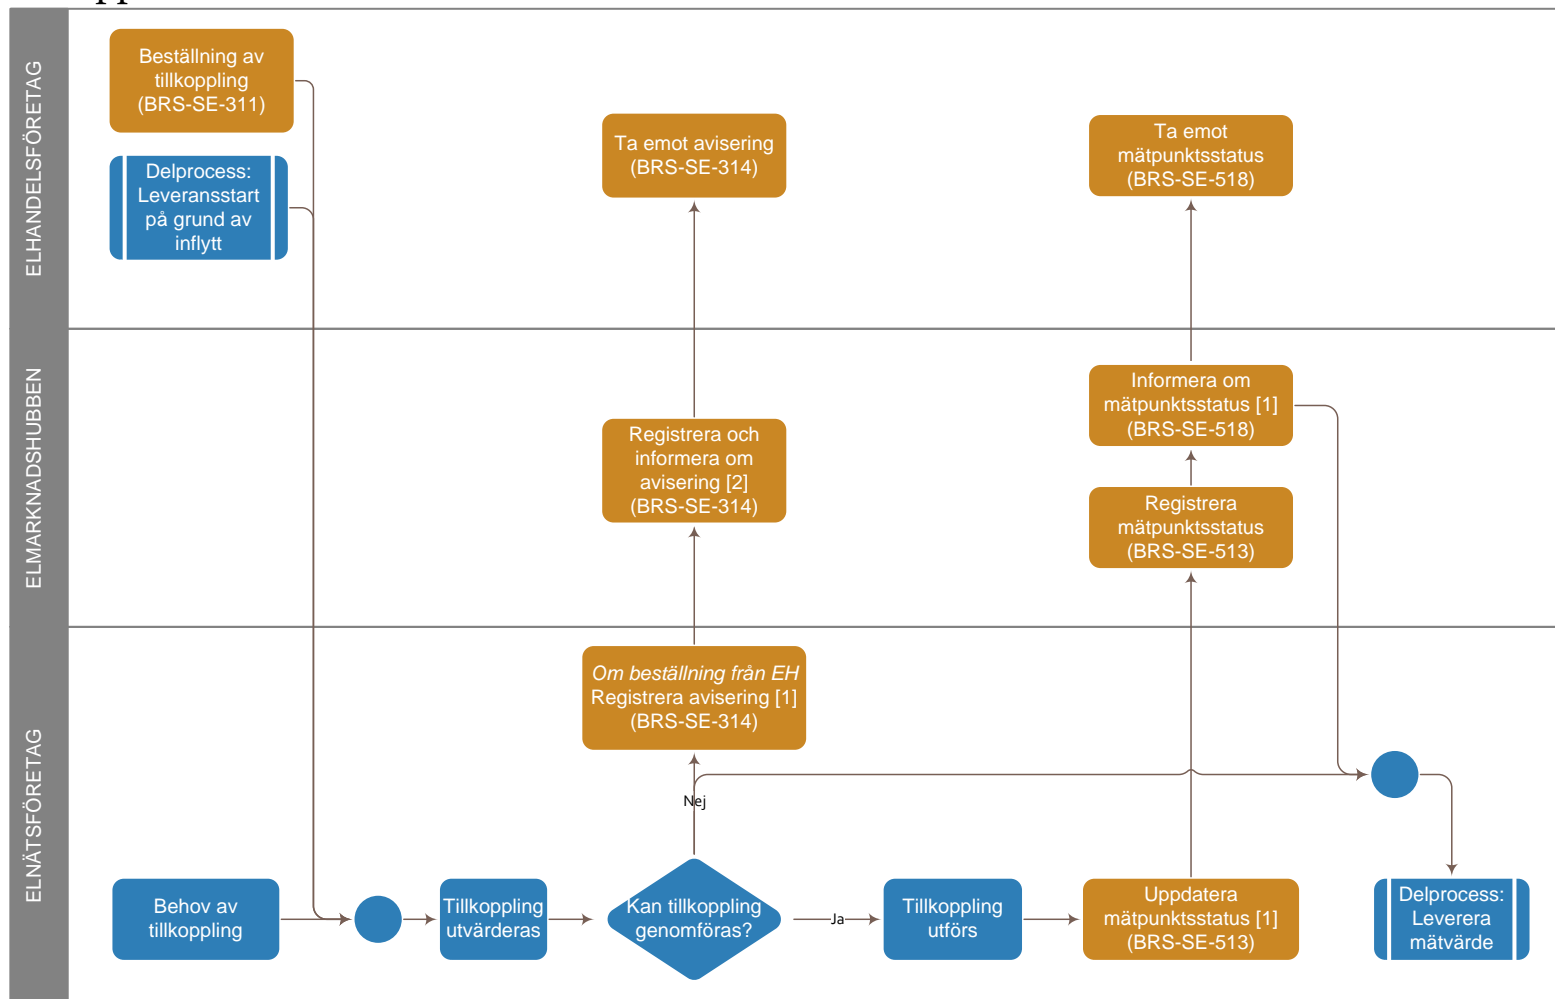 ELHANDELSFÖRETAG
Beställning av
tillkoppling
(BRS-SE-311)
Delprocess:
Leveransstart
på grund av
inflytt
Ta emot avisering
(BRS-SE-314)
Ta emot
mätpunktsstatus
(BRS-SE-518)
ELMARKNADSHUBBEN
Registrera och
informera om
avisering [2]
(BRS-SE-314)
Informera om
mätpunktsstatus [1]
(BRS-SE-518)
Registrera
mätpunktsstatus
(BRS-SE-513)
ELNÄTSFÖRETAG
Om beställning från EH
Registrera avisering [1]
(BRS-SE-314)
Nej
Behov av
tillkoppling
Tillkoppling
utvärderas
Kan tillkoppling
genomföras?
Ja
Tillkoppling
utförs
Uppdatera
mätpunktsstatus [1]
(BRS-SE-513)
Delprocess:
Leverera
mätvärde